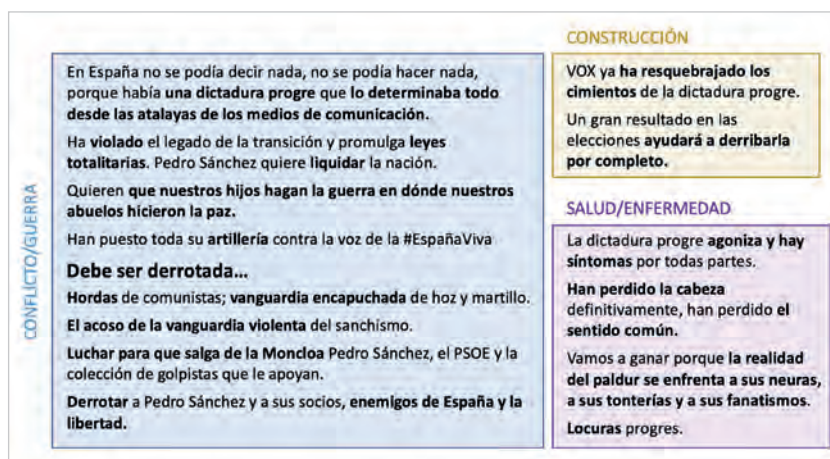 CONFLICTO/GUERRA
En España no se podía decir nada, no se podía hacer nada,
porque había una dictadura progre que lo determinaba todo
desde las atalayas de los medios de comunicación.
Ha violado el legado de la transición y promulga leyes
totalitarias. Pedro Sánchez quiere liquidar la nación.
Quieren que nuestros hijos hagan la guerra en dónde nuestros
abuelos hicieron la paz.
Han puesto toda su artillería contra la voz de la #EspañaViva
Debe ser derrotada...
Hordas de comunistas; vanguardia encapuchada de hoz y martillo.
El acoso de la vanguardia violenta del sanchismo.
Luchar para que salga de la Moncloa Pedro Sánchez, el PSOE y la
colección de golpistas que le apoyan.
Derrotar a Pedro Sánchez y a sus socios, enemigos de España y la
libertad.
CONSTRUCCIÓN
VOX ya ha resquebrajado los
cimientos de la dictadura progre.
Un gran resultado en las
elecciones ayudará a derribarla
por completo.
SALUD/ENFERMEDAD
La dictadura progre agoniza y hay
síntomas por todas partes.
Han perdido la cabeza
definitivamente, han perdido el
sentido común.
Vamos a ganar porque la realidad
del paldur se enfrenta a sus neuras,
a sus tonterías y a sus fanatismos.
Locuras progres.